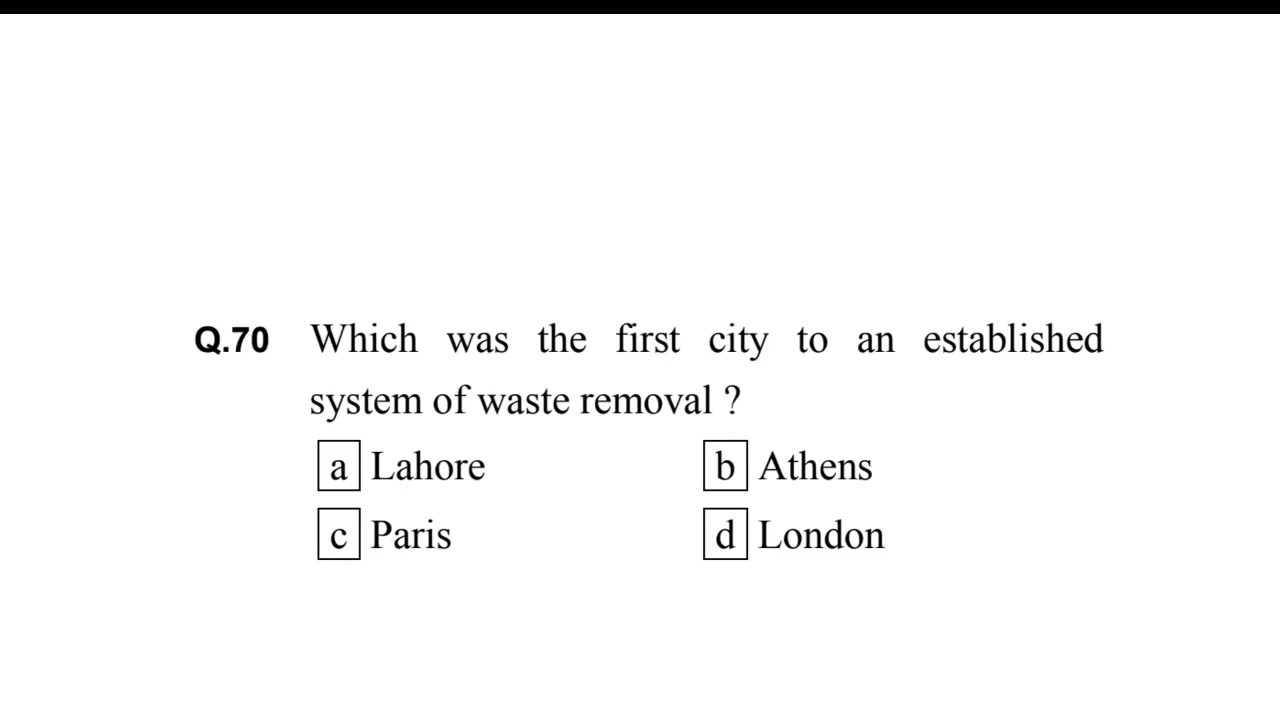 Q.70 Which was the first city to an established
system of waste removal ?
a Lahore b Athens
c Paris d London